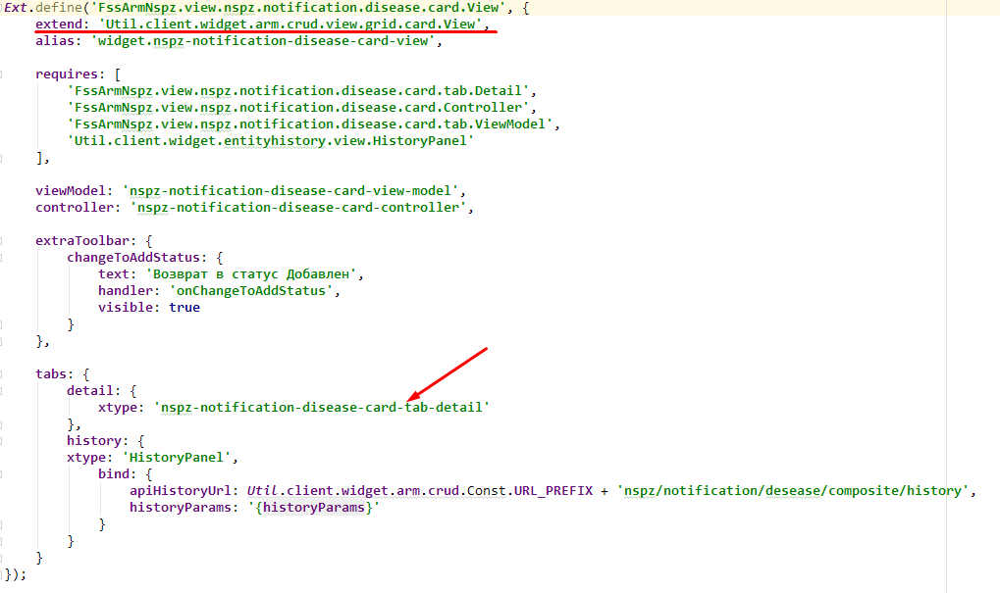 Ext.define('FssArmNspz.view.nspz.notification.disease.card.View', {
extend: 'Util.client.widget.arm.crud.view.grid.card.View',
alias: 'widget.nspz-notification-disease-card-view',
requires: [
'FssArmNspz.view.nspz.notification.disease.card.tab.Detail',
'FssArmNspz.view.nspz.notification.disease.card.Controller',
'FssArmNspz.view.nspz.notification.disease.card.tab.ViewModel',
'Util.client.widget.entityhistory.view.HistoryPanel'
],
viewModel: 'nspz-notification-disease-card-view-model',
controller: 'nspz-notification-disease-card-controller',
extraToolbar: {
changeToAddStatus: {
text: 'Возврат в статус Добавлен',
handler: 'onChangeToAddStatus',
visible: true
}
},
tabs: {
detail: {
xtype: 'nspz-notification-disease-card-tab-detail'
},
history: {
xtype: 'HistoryPanel',
bind: {
apiHistoryUrl: Util.client.widget.arm.crud.Const.URL_PREFIX + 'nspz/notification/desease/composite/history',
historyParams: '{historyParams}'
}
}
}
});